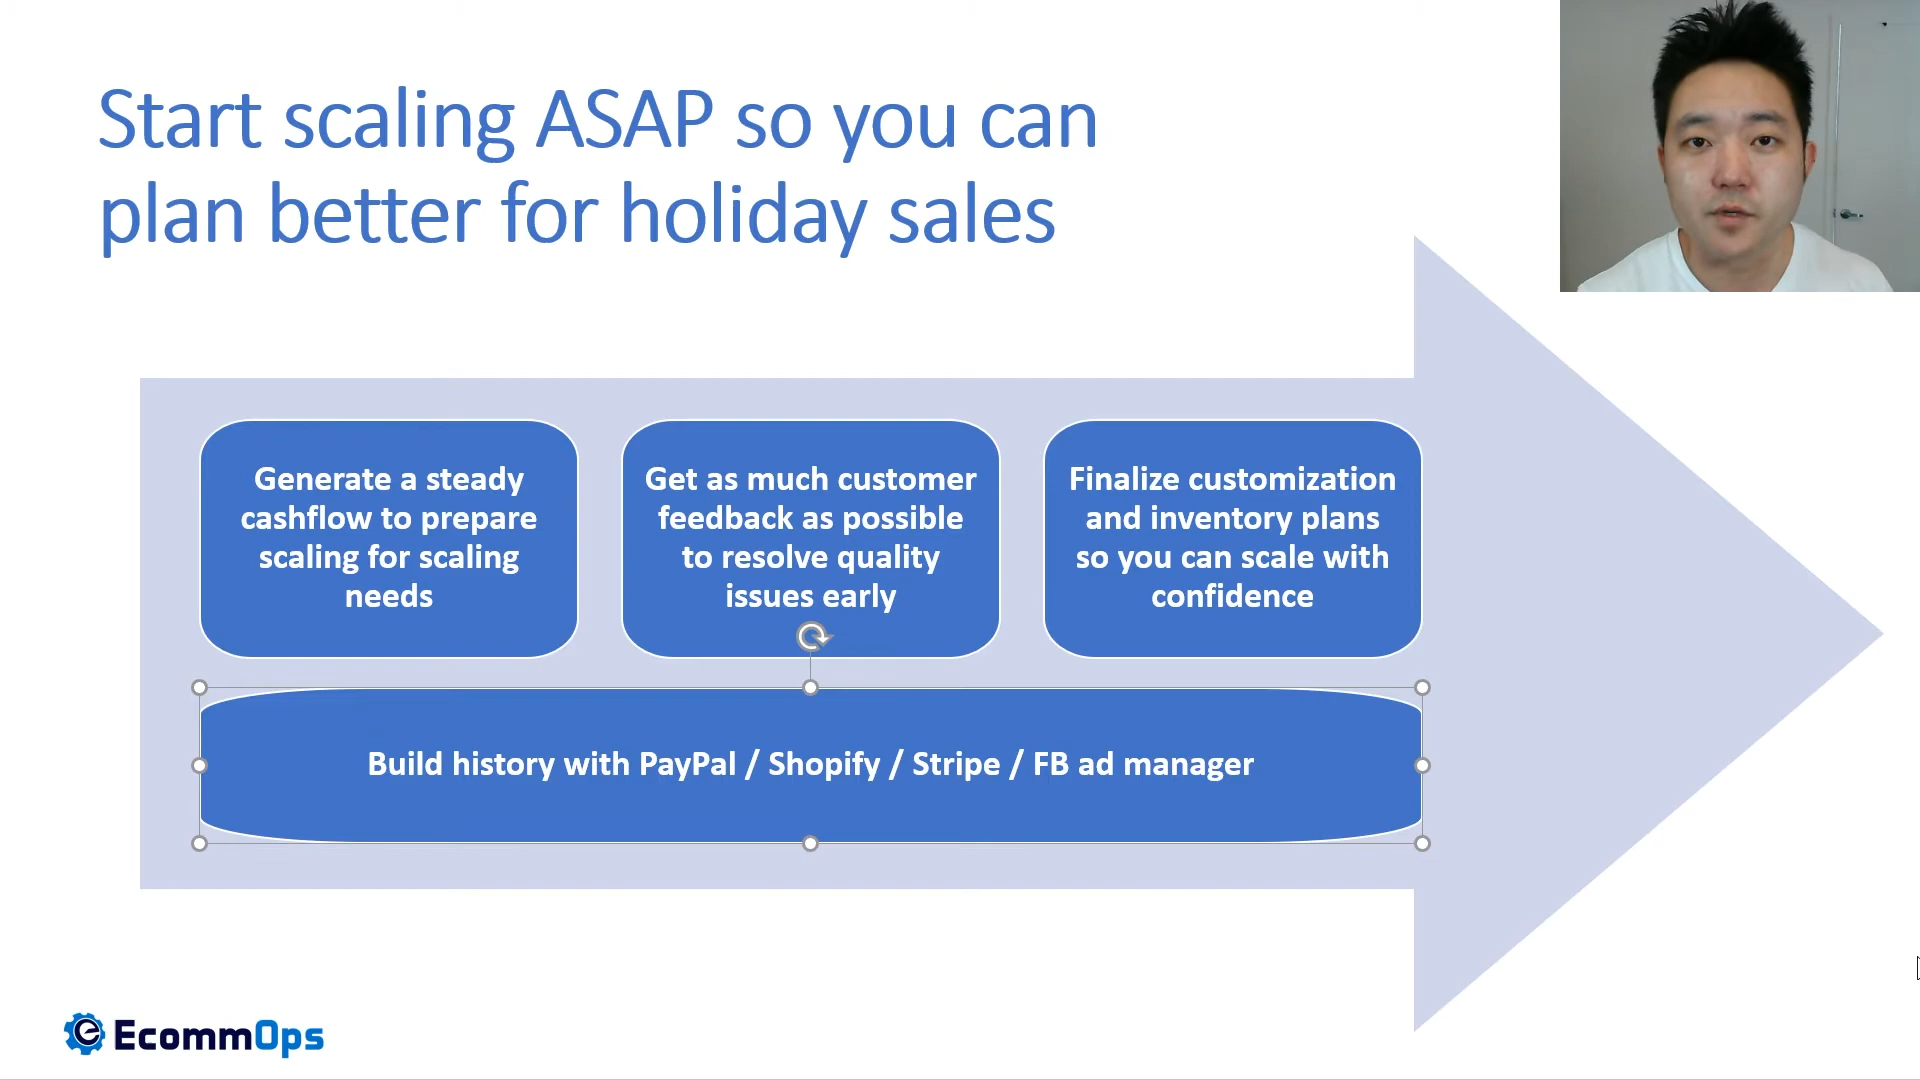 Start scaling ASAP so you can
plan better for holiday sales
Generate a steady
cashflow to prepare
scaling for scaling
needs
Get as much customer
feedback as possible
to resolve quality
issues early
Finalize customization
and inventory plans
so you can scale with
confidence
Build history with PayPal / Shopify / Stripe / FB ad manager
EcommOps